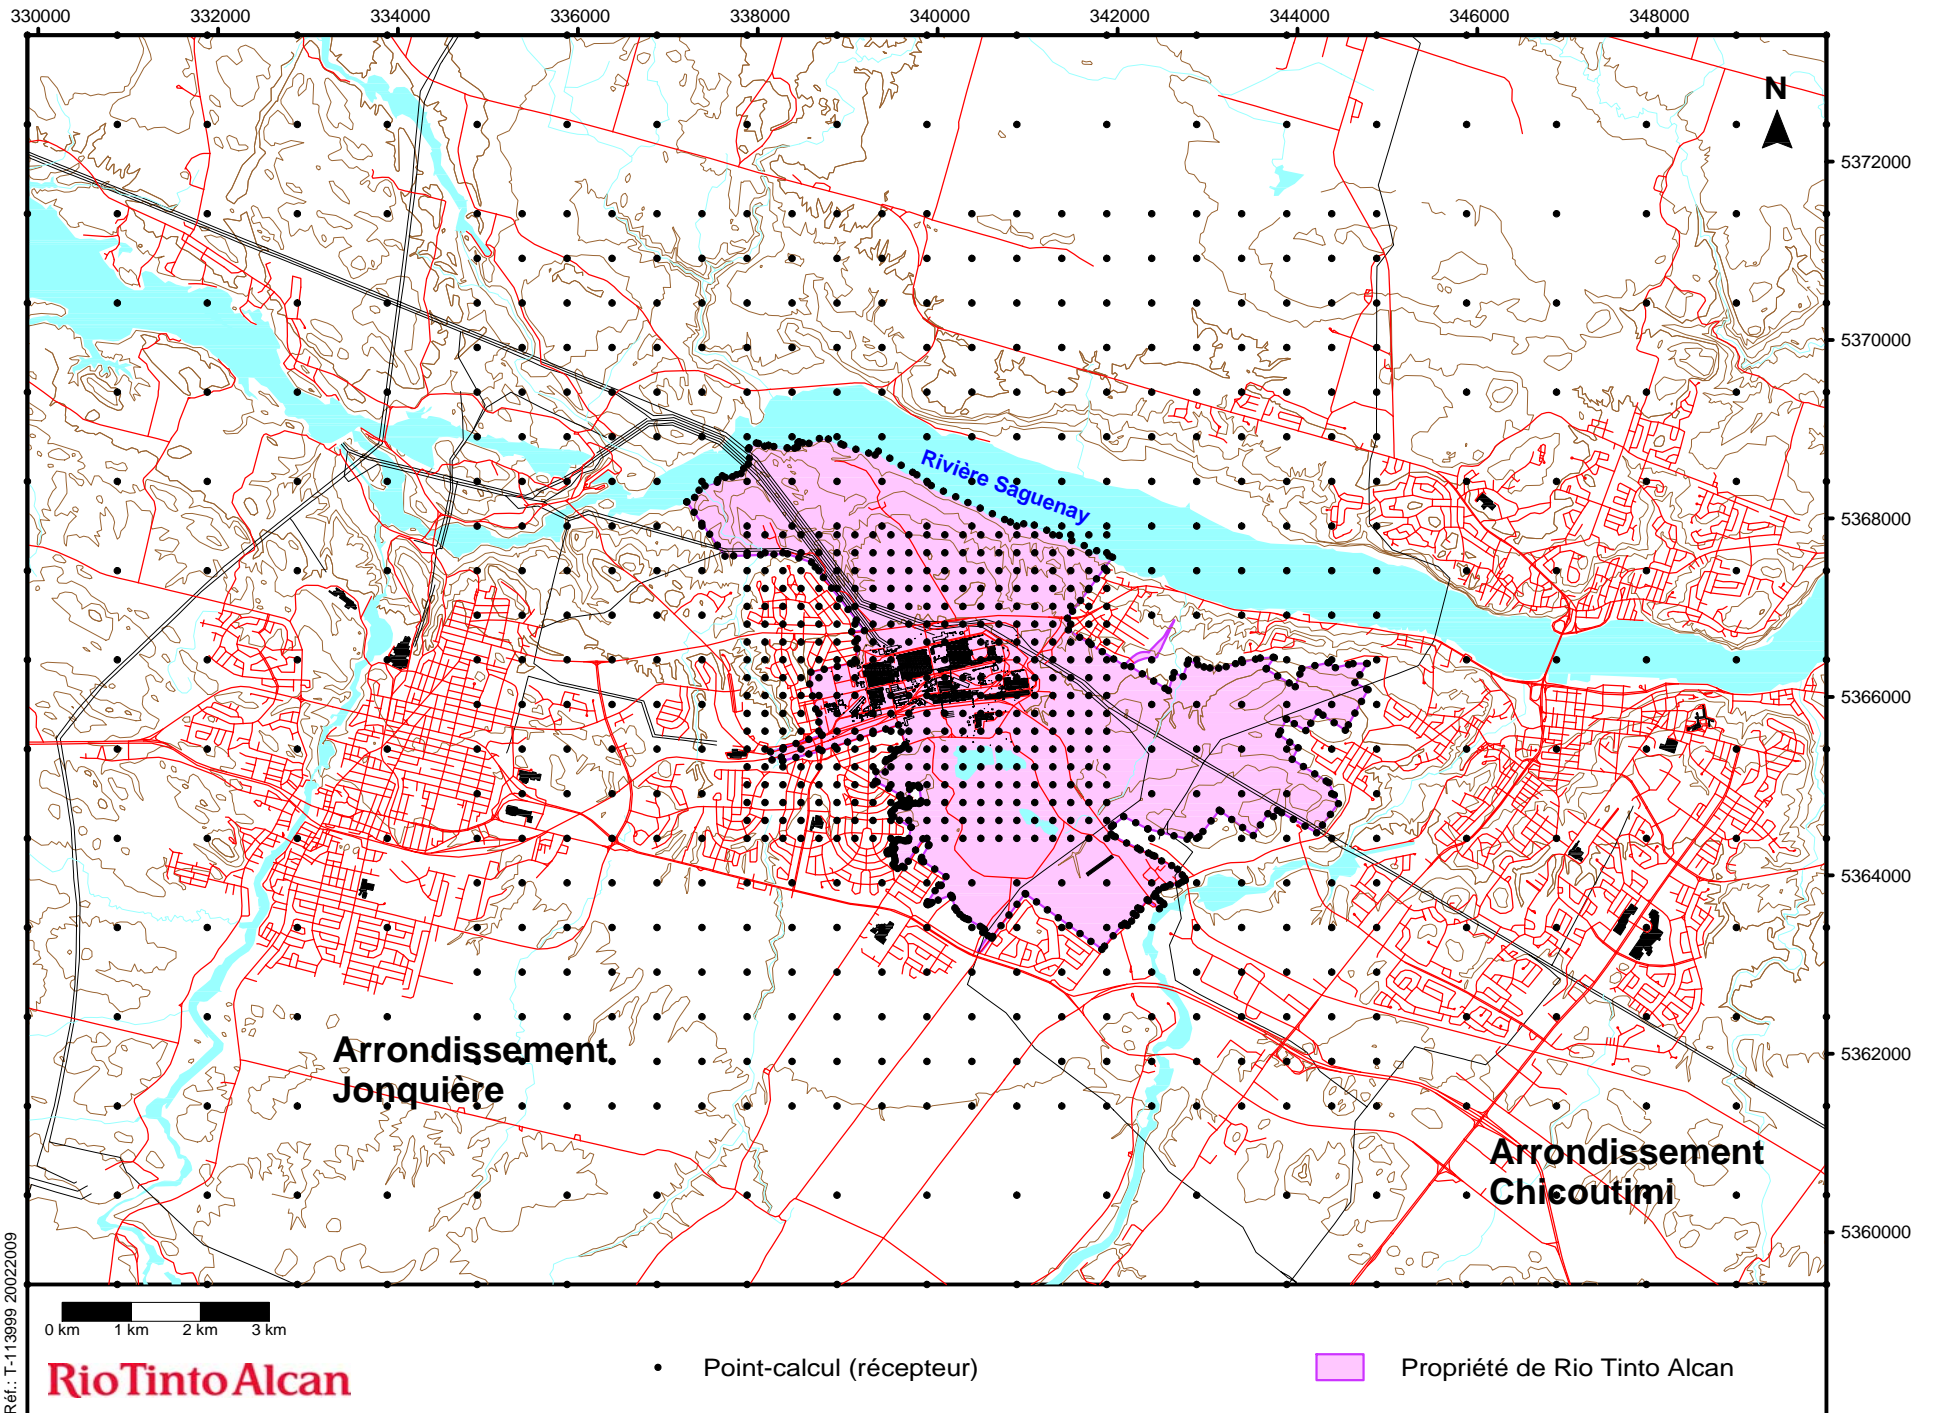 330000 332000 334000 336000 338000 340000 342000 344000 346000 348000
N
5372000
5370000
Rivière Saguenay
5368000
5366000
5364000
5362000
Arrondissement
Jonquière
Arrondissement
Chicoutimi
5360000
0 km 1 km 2 km 3 km
RioTintoAlcan
Point-calcul (récepteur)
Propriété de Rio Tinto Alcan
Réf.: T-113999 20022009